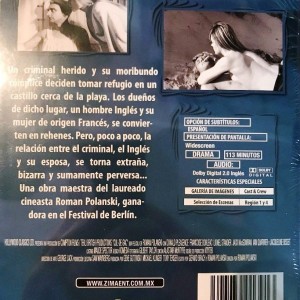 Un criminal herido y su moribundo
cómplice deciden tomar refugio en un
castillo cerca de la playa. Los dueños
de dicho lugar, un hombre Inglés y su
mujer de origen Francés, se convier-
ten en rehenes. Pero, poco a poco, la
relación entre el criminal, el Inglés
y su esposa, se torna extraña,
bizarra y sumamente perversa...
Una obra maestra del laureado
cineasta Roman Polanski, gana-
dora en el Festival de Berlín.
OPCIÓN DE SUBTÍTULOS:
ESPAÑOL
PRESENTACIÓN DE PANTALLA:
Widescreen
DRAMA 113 MINUTOS
AUDIO:
Dolby Digital 2.0 Inglés
CARACTERÍSTICAS ESPECIALES
GALERÍA DE IMÁGENES Cast & Crew
Selección de Escenas Region 1 y 4
WWW.ZIMAENT.COM.MX